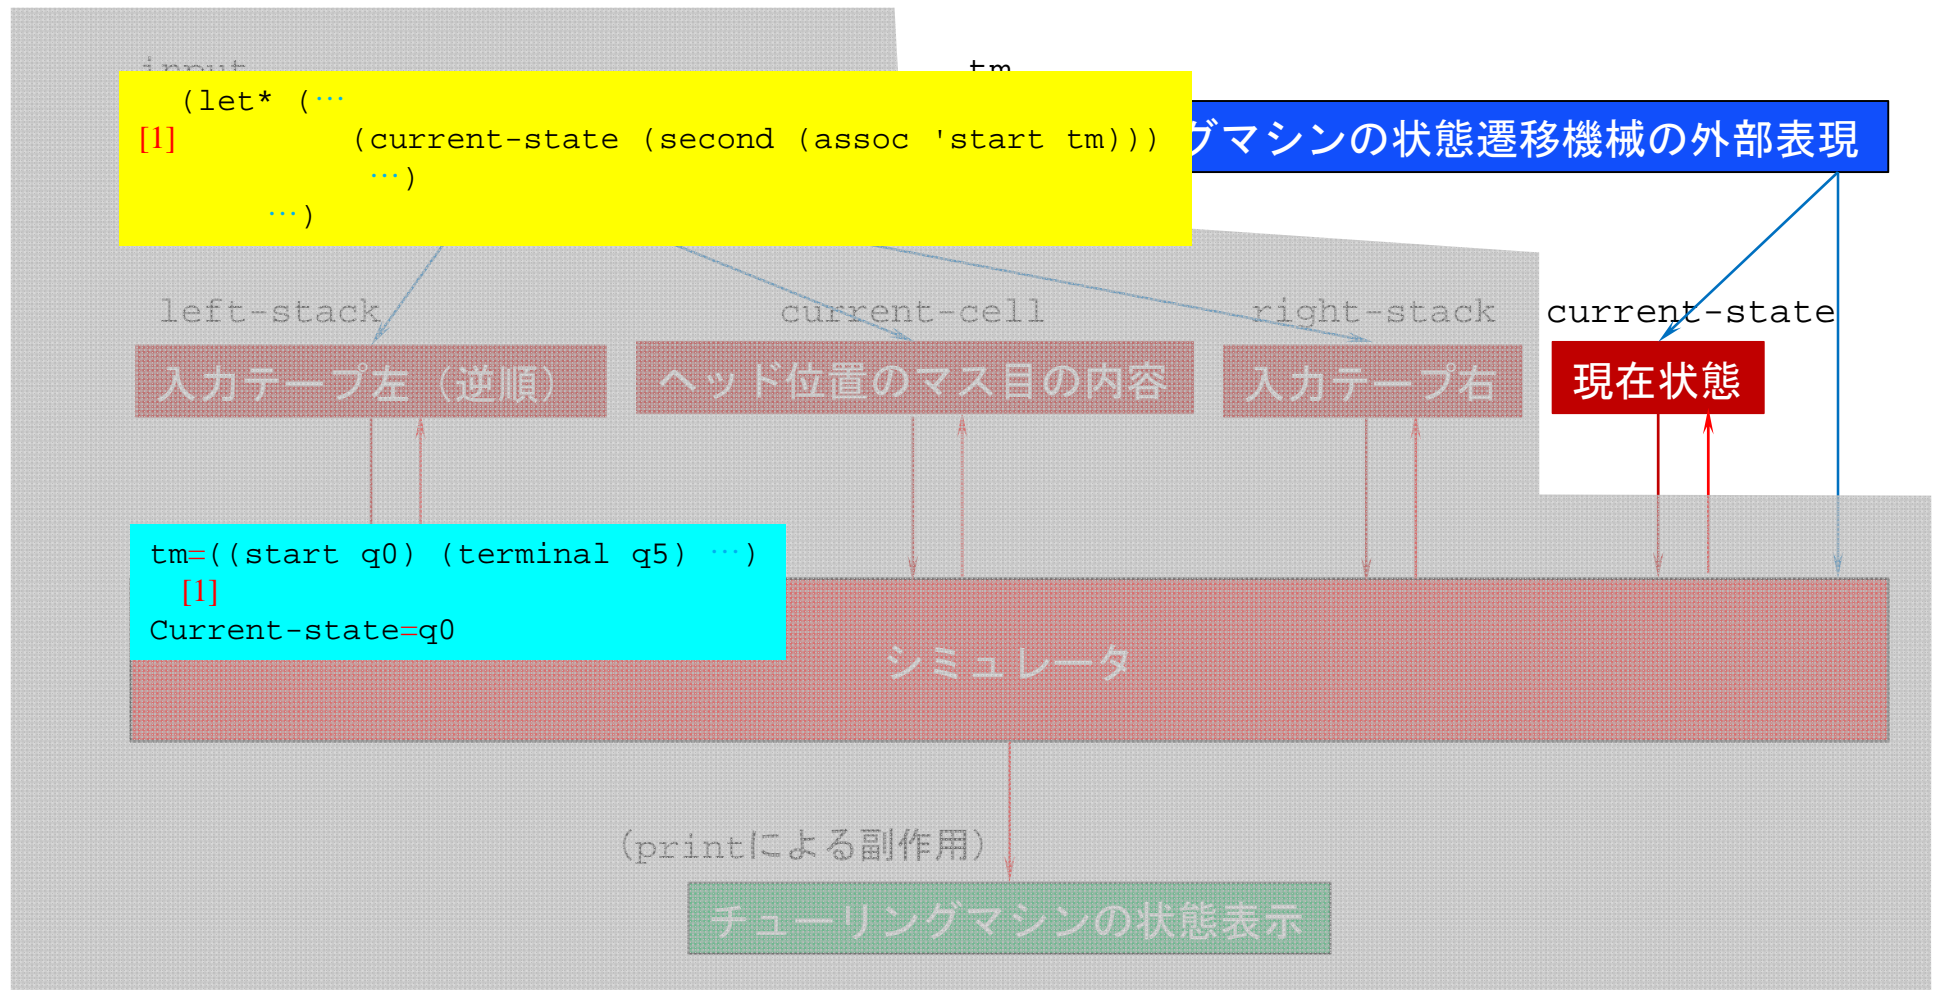 input
tm
(let* (…
[1] (current-state (second (assoc 'start tm)))
…)
…)
グマシンの状態遷移機械の外部表現
left-stack
current-cell
right-stack
current-state
入力テープ左（逆順）
ヘッド位置のマス目の内容
入力テープ右
現在状態
tm=((start q0) (terminal q5) …)
[1]
Current-state=q0
シミュレータ
(printによる副作用)
チューリングマシンの状態表示